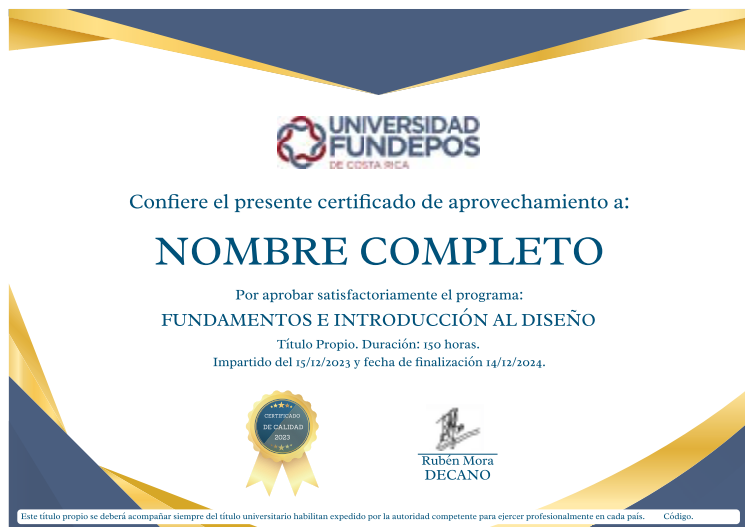 UNIVERSIDAD
FUNDEPOS
DE COSTA RICA
Confiere el presente certificado de aprovechamiento a:
NOMBRE COMPLETO
Por aprobar satisfactoriamente el programa:
FUNDAMENTOS E INTRODUCCIÓN AL DISEÑO
Título Propio. Duración: 150 horas.
Impartido del 15/12/2023 y fecha de finalización 14/12/2024.
CERTIFICADO
DE CALIDAD
2023
Rubén Mora
DECANO
Este título propio se deberá acompañar siempre del título universitario habilitan expedido por la autoridad competente para ejercer profesionalmente en cada país. Código.